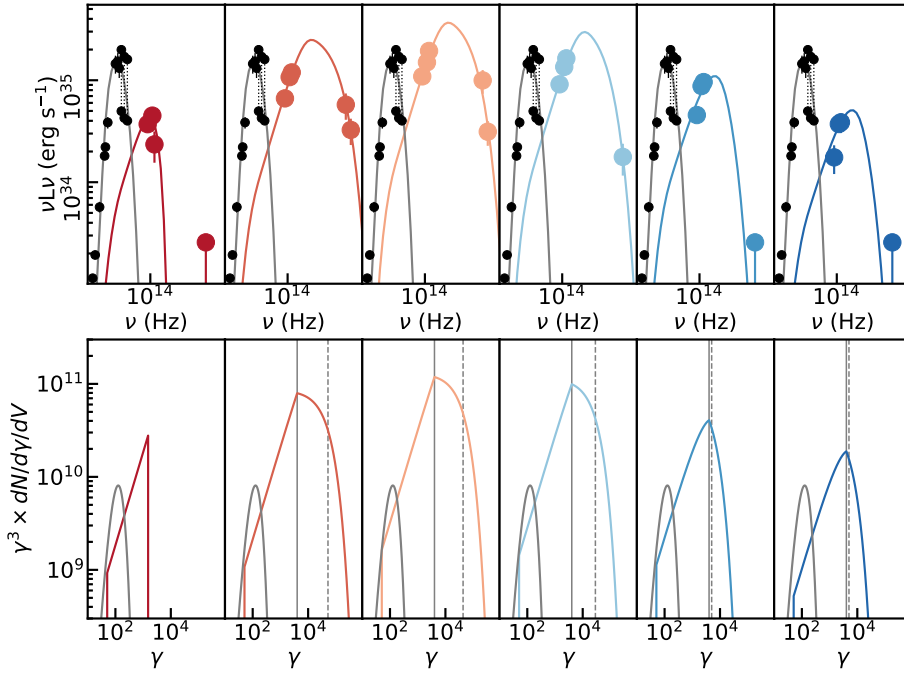 νLν (erg s⁻¹)
10³⁵
10³⁴
10¹⁴ 10¹⁴ 10¹⁴ 10¹⁴ 10¹⁴ 10¹⁴
ν (Hz) ν (Hz) ν (Hz) ν (Hz) ν (Hz) ν (Hz)
γ³ × dN/dγ/dV
10¹¹
10¹⁰
10⁹
10² 10⁴ 10² 10⁴ 10² 10⁴ 10² 10⁴ 10² 10⁴ 10² 10⁴
γ γ γ γ γ γ